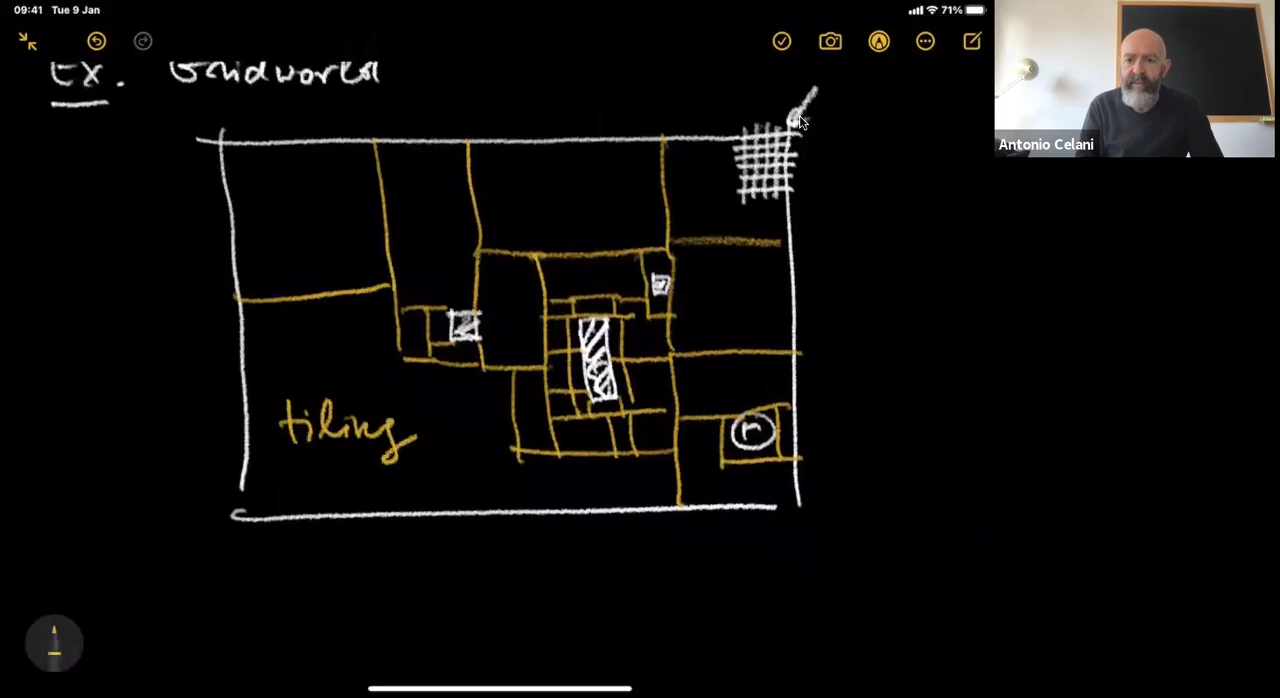 09:41 Tue 9 Jan
71%
Ex. Gridworld
Antonio Celani
tiling
r